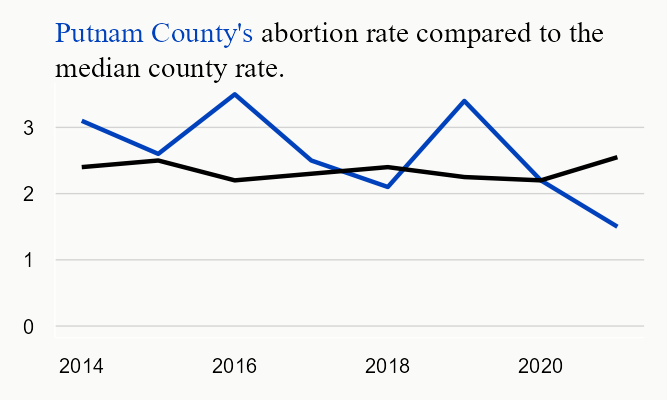 Putnam County's abortion rate compared to the
median county rate.
3
2
1
0
2014 2016 2018 2020